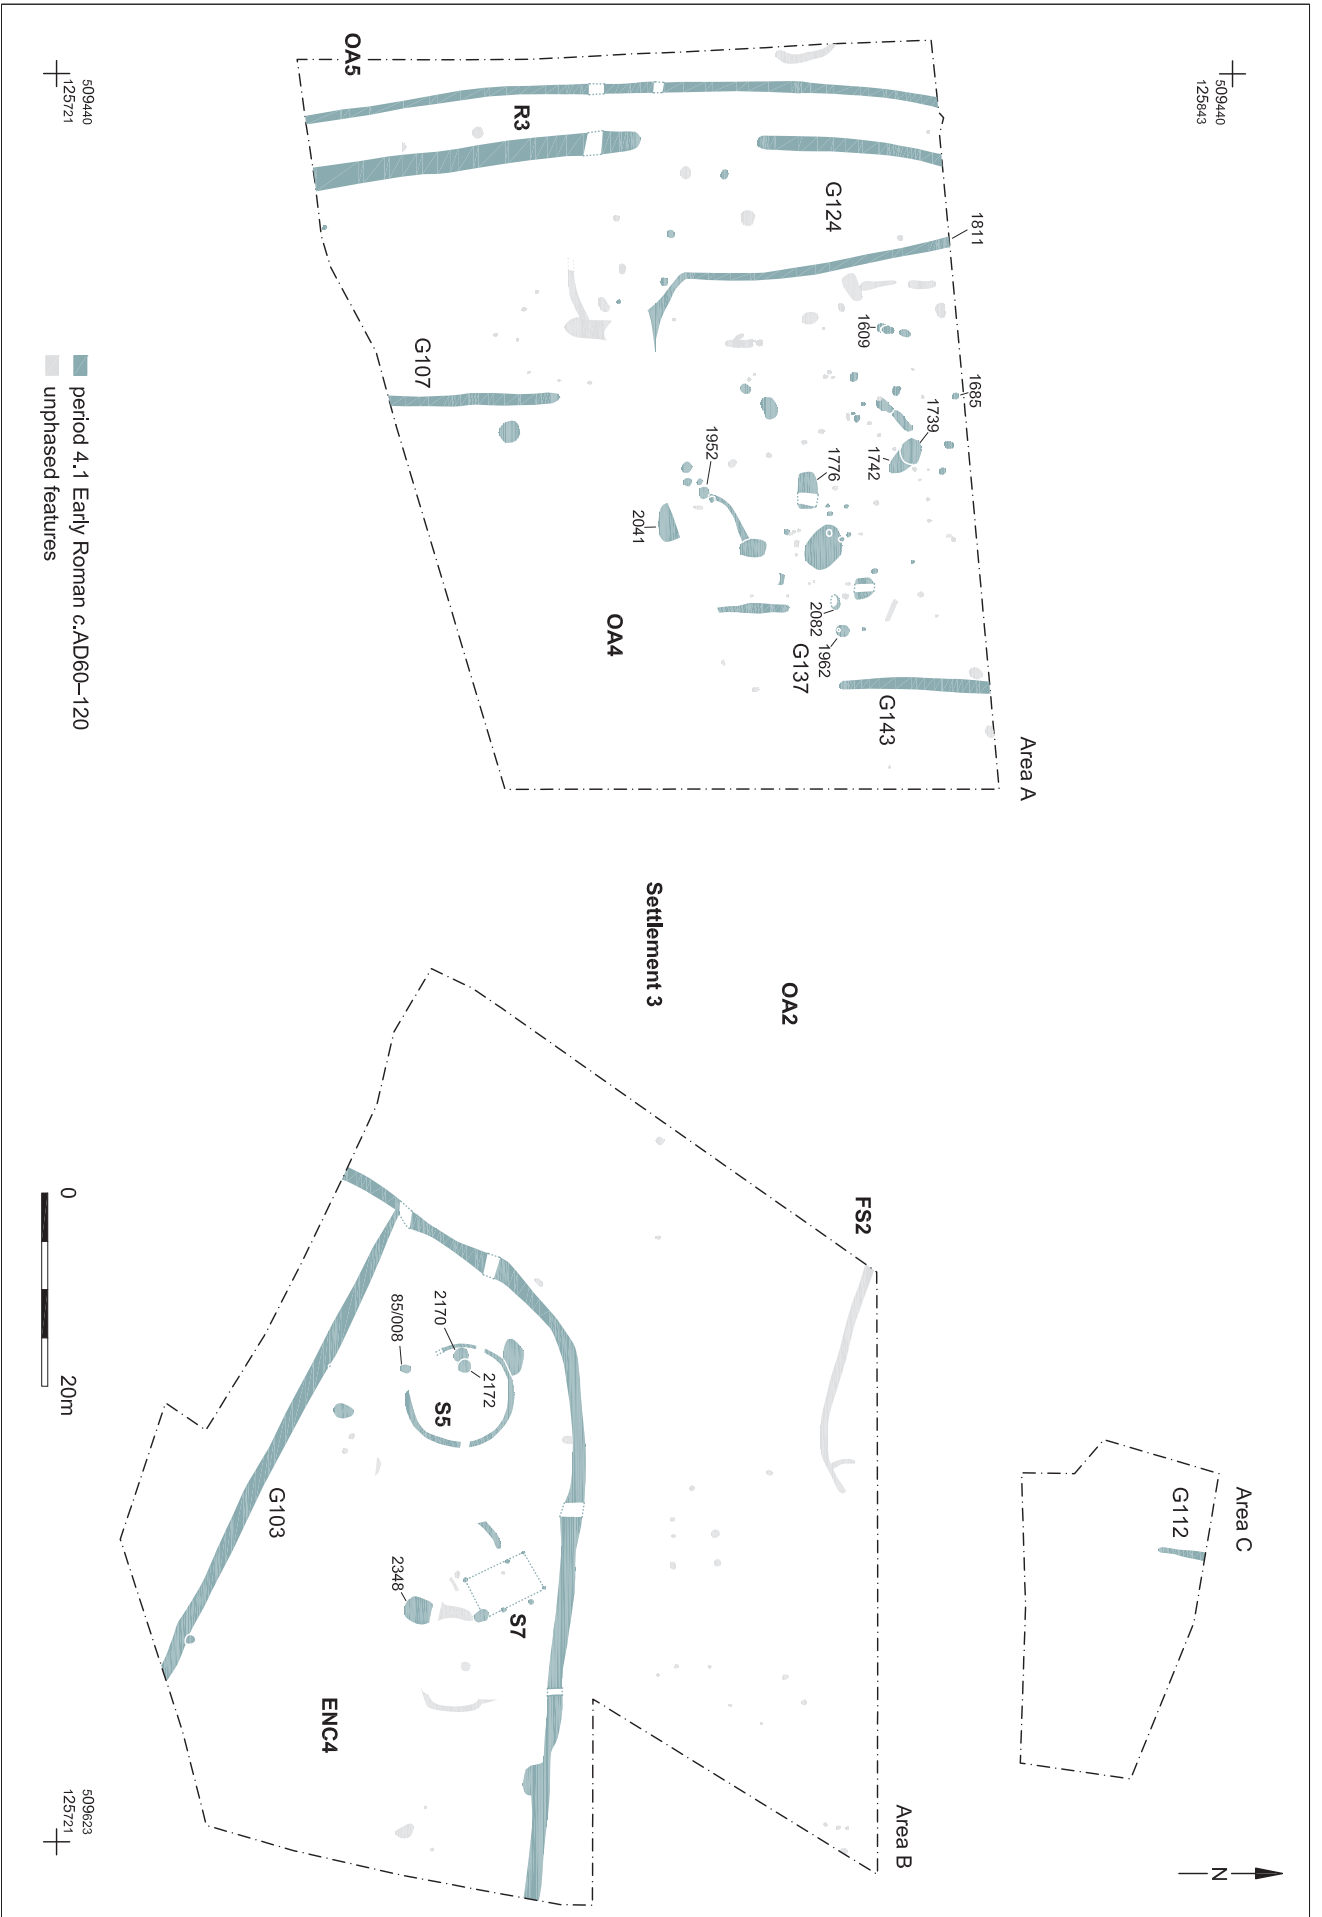 509440
125843
Area A
1811
G124
1609
1685
1739
1742
1776
1952
2041
2082
1962
G137
G143
OA4
G107
R3
OA5
509440
125721
Area C
G112
N
OA2
Settlement 3
FS2
Area B
2170
2172
85/008
S5
G103
S7
2348
ENC4
509623
125721
period 4.1 Early Roman c.AD60–120
unphased features
0
20m